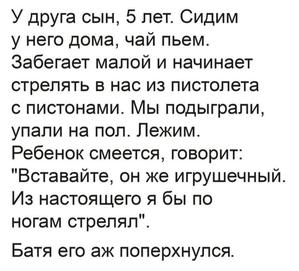 У друга сын, 5 лет. Сидим
у него дома, чай пьем.
Забегает малой и начинает
стрелять в нас из пистолета
с пистонами. Мы подыграли,
упали на пол. Лежим.
Ребенок смеется, говорит:
"Вставайте, он же игрушечный.
Из настоящего я бы по
ногам стрелял".
Батя его аж поперхнулся.